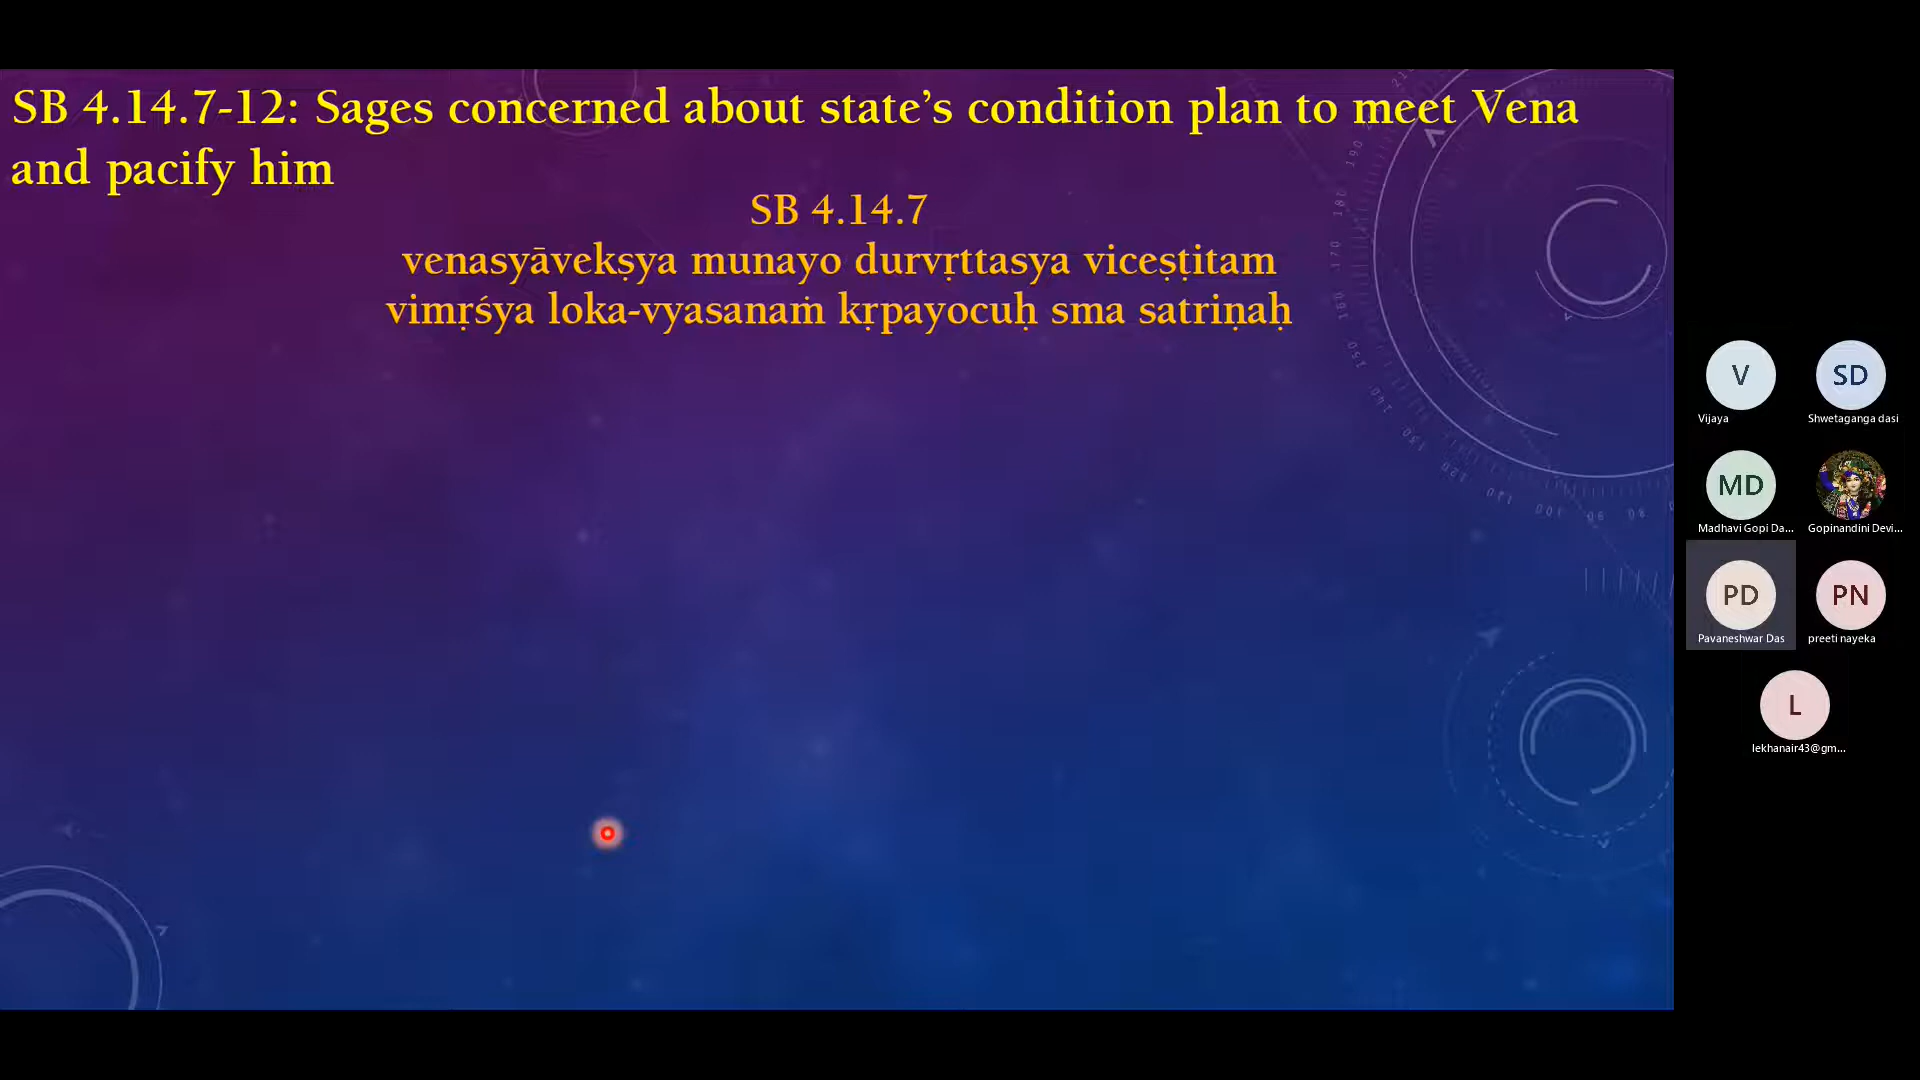 SB 4.14.7-12: Sages concerned about state’s condition plan to meet Vena
and pacify him
SB 4.14.7
venasyāvekṣya munayo durvṛttasya viceṣṭitam
vimṛśya loka-vyasanaṁ kṛpayocuḥ sma satriṇaḥ
V
Vijaya
SD
Shwetaganga dasi
MD
Madhavi Gopi Da...
Gopinandini Devi...
PD
Pavaneshwar Das
PN
preeti nayeka
L
lekhanair43@gm...